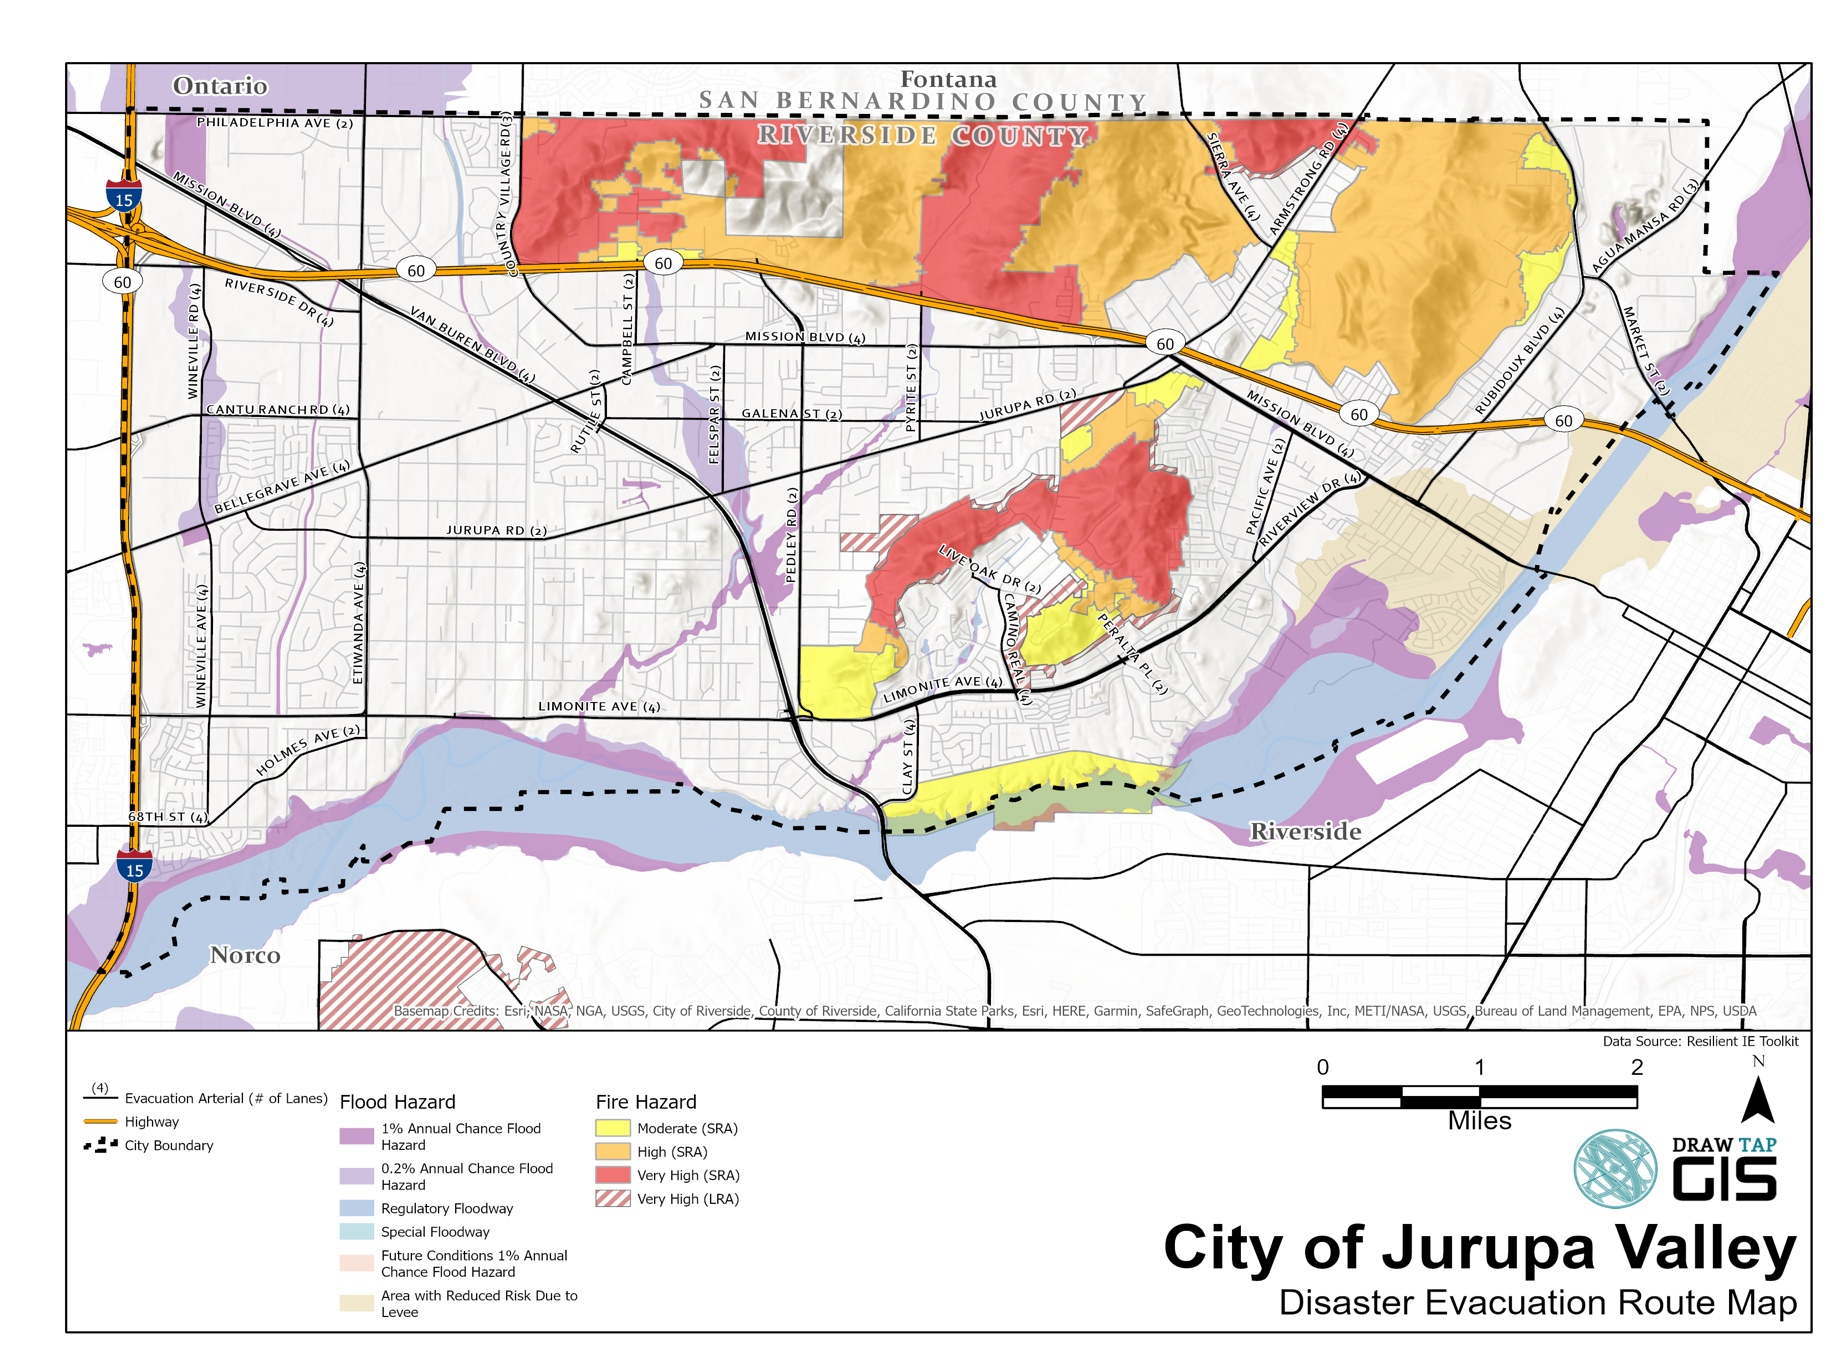 Ontario
Fontana
SAN BERNARDINO COUNTY
RIVERSIDE COUNTY
PHILADELPHIA AVE (2)
COUNTRY VILLAGE RD(3)
SIERRA AVE (4)
ARMSTRONG RD (4)
15
MISSION BLVD (4)
AGUA MANSA RD (3)
60
60
60
RIVERSIDE DR (4)
WINEVILLE RD (4)
VAN BUREN BLVD (4)
CAMPBELL ST (2)
MISSION BLVD (4)
60
RUBIDOUX BLVD (4)
MARKET ST (2)
CANTU RANCH RD (4)
RUTILE ST (2)
FELSPAR ST (2)
GALENA ST (2)
PYRITE ST (2)
JURUPA RD (2)
MISSION BLVD (4)
60
60
BELLEGRAVE AVE (4)
PACIFIC AVE (2)
RIVERVIEW DR (4)
JURUPA RD (2)
PEDLEY RD (2)
LIVE OAK DR (2)
WINEVILLE AVE (4)
ETIWANDA AVE (4)
CAMINO REAL (4)
PERALTA PL (2)
LIMONITE AVE (4)
LIMONITE AVE (4)
HOLMES AVE (2)
CLAY ST (4)
68TH ST (4)
Riverside
15
Norco
Basemap Credits: Esri, NASA, NGA, USGS, City of Riverside, County of Riverside, California State Parks, Esri, HERE, Garmin, SafeGraph, GeoTechnologies, Inc, METI/NASA, USGS, Bureau of Land Management, EPA, NPS, USDA
Data Source: Resilient IE Toolkit
(4)
Evacuation Arterial (# of Lanes)
Highway
City Boundary
Flood Hazard
1% Annual Chance Flood
Hazard
0.2% Annual Chance Flood
Hazard
Regulatory Floodway
Special Floodway
Future Conditions 1% Annual
Chance Flood Hazard
Area with Reduced Risk Due to
Levee
Fire Hazard
Moderate (SRA)
High (SRA)
Very High (SRA)
Very High (LRA)
0 1 2
Miles
N
DRAW TAP
GIS
City of Jurupa Valley
Disaster Evacuation Route Map